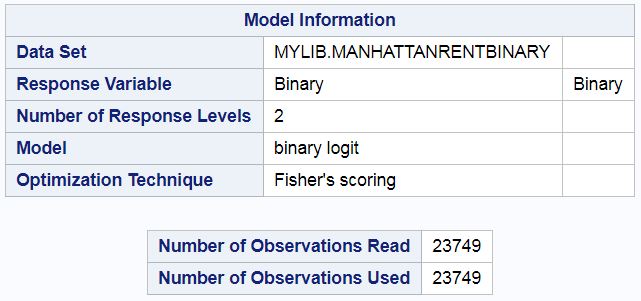 Model Information
Data Set MYLIB.MANHATTANRENTBINARY
Response Variable Binary Binary
Number of Response Levels 2
Model binary logit
Optimization Technique Fisher's scoring
Number of Observations Read 23749
Number of Observations Used 23749